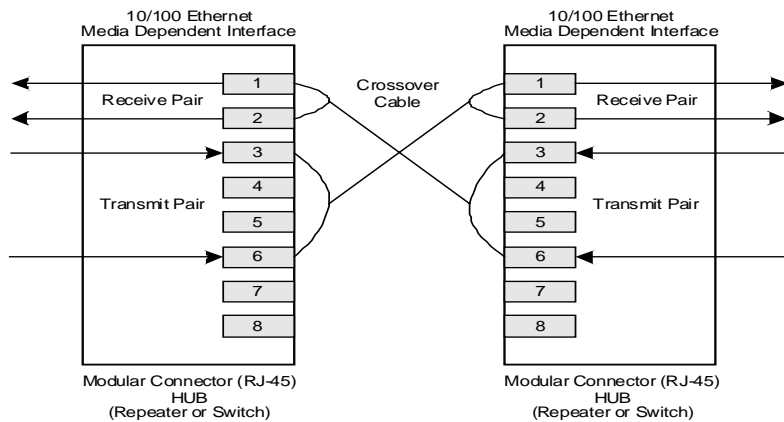 10/100 Ethernet
Media Dependent Interface
10/100 Ethernet
Media Dependent Interface
Crossover
Cable
Receive Pair
Transmit Pair
1
2
3
4
5
6
7
8
1
2
3
4
5
6
7
8
Receive Pair
Transmit Pair
Modular Connector (RJ-45)
HUB
(Repeater or Switch)
Modular Connector (RJ-45)
HUB
(Repeater or Switch)